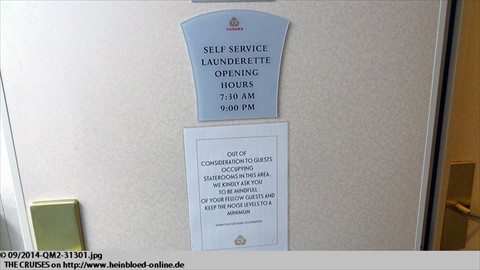 CUNARD
SELF SERVICE
LAUNDERETTE
OPENING
HOURS
7:30 AM
9:00 PM
OUT OF
CONSIDERATION TO GUESTS
OCCUPYING
STATEROOMS IN THIS AREA.
WE KINDLY ASK YOU
TO BE MINDFULL
OF YOUR FELLOW GUESTS AND
KEEP THE NOISE LEVELS TO A
MINIMUM
© 09/2014-QM2-31301.jpg
THE CRUISES on http://www.heinbloed-online.de